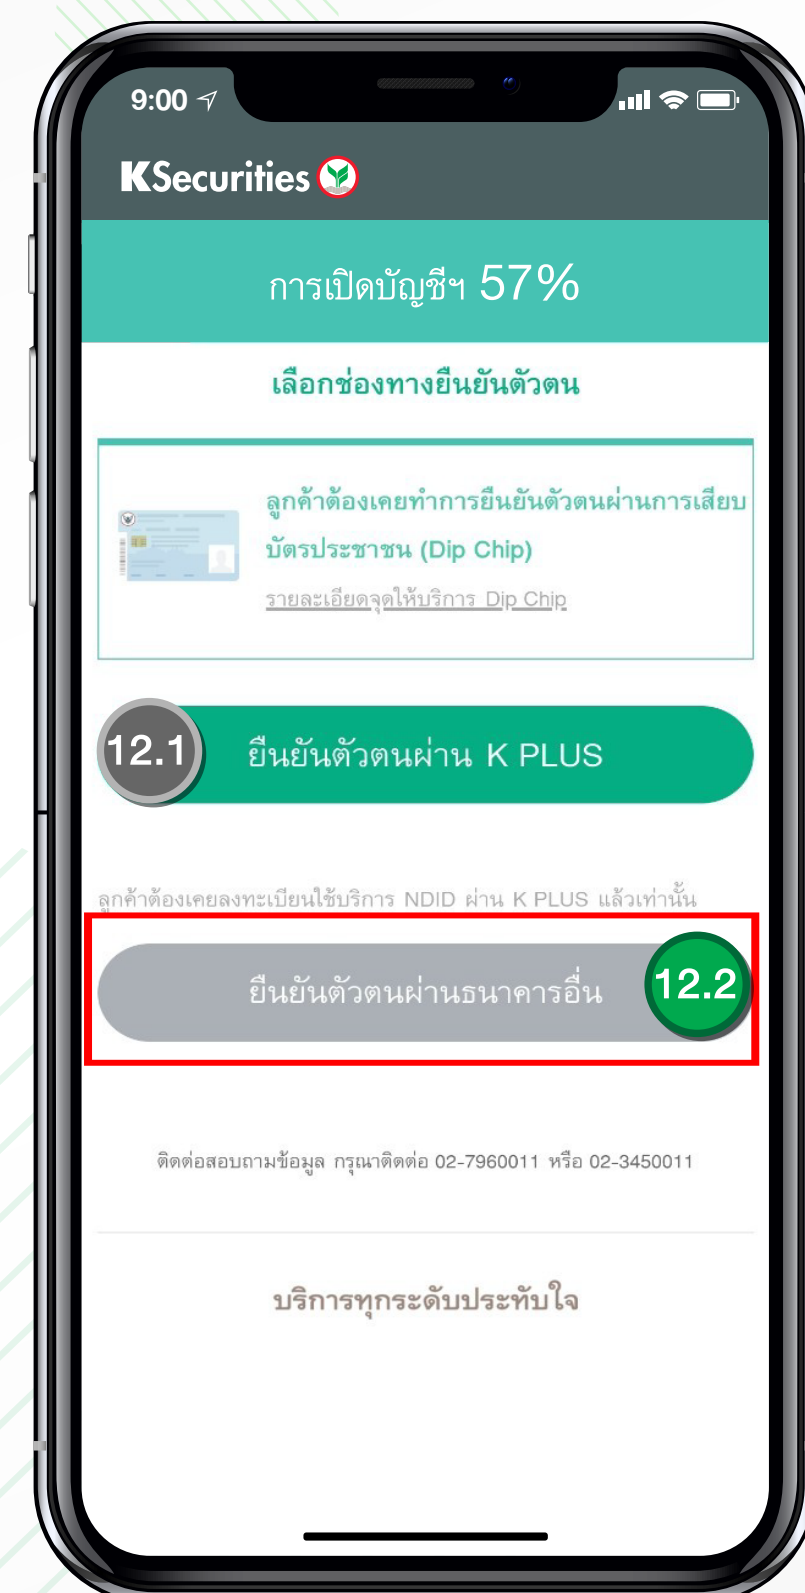 9:00
KSecurities
การเปิดบัญชีฯ 57%
เลือกช่องทางยืนยันตัวตน
ลูกค้าต้องเคยทำการยืนยันตัวตนผ่านการเสียบ
บัตรประชาชน (Dip Chip)
รายละเอียดจุดให้บริการ Dip Chip
12.1
ยืนยันตัวตนผ่าน K PLUS
ลูกค้าต้องเคยลงทะเบียนใช้บริการ NDID ผ่าน K PLUS แล้วเท่านั้น
ยืนยันตัวตนผ่านธนาคารอื่น
12.2
ติดต่อสอบถามข้อมูล กรุณาติดต่อ 02-7960011 หรือ 02-3450011
บริการทุกระดับประทับใจ